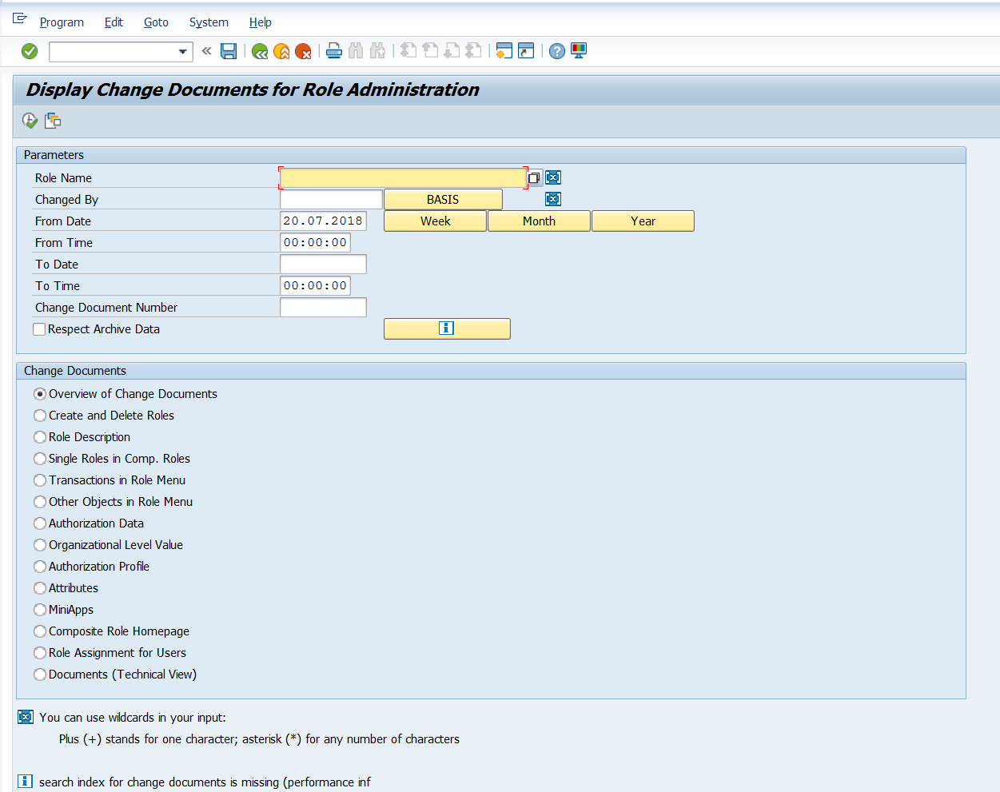 Program Edit Goto System Help
Display Change Documents for Role Administration
Parameters
Role Name
Changed By BASIS
From Date 20.07.2018 Week Month Year
From Time 00:00:00
To Date
To Time 00:00:00
Change Document Number
Respect Archive Data
Change Documents
Overview of Change Documents
Create and Delete Roles
Role Description
Single Roles in Comp. Roles
Transactions in Role Menu
Other Objects in Role Menu
Authorization Data
Organizational Level Value
Authorization Profile
Attributes
MiniApps
Composite Role Homepage
Role Assignment for Users
Documents (Technical View)
You can use wildcards in your input:
Plus (+) stands for one character; asterisk (*) for any number of characters
search index for change documents is missing (performance inf